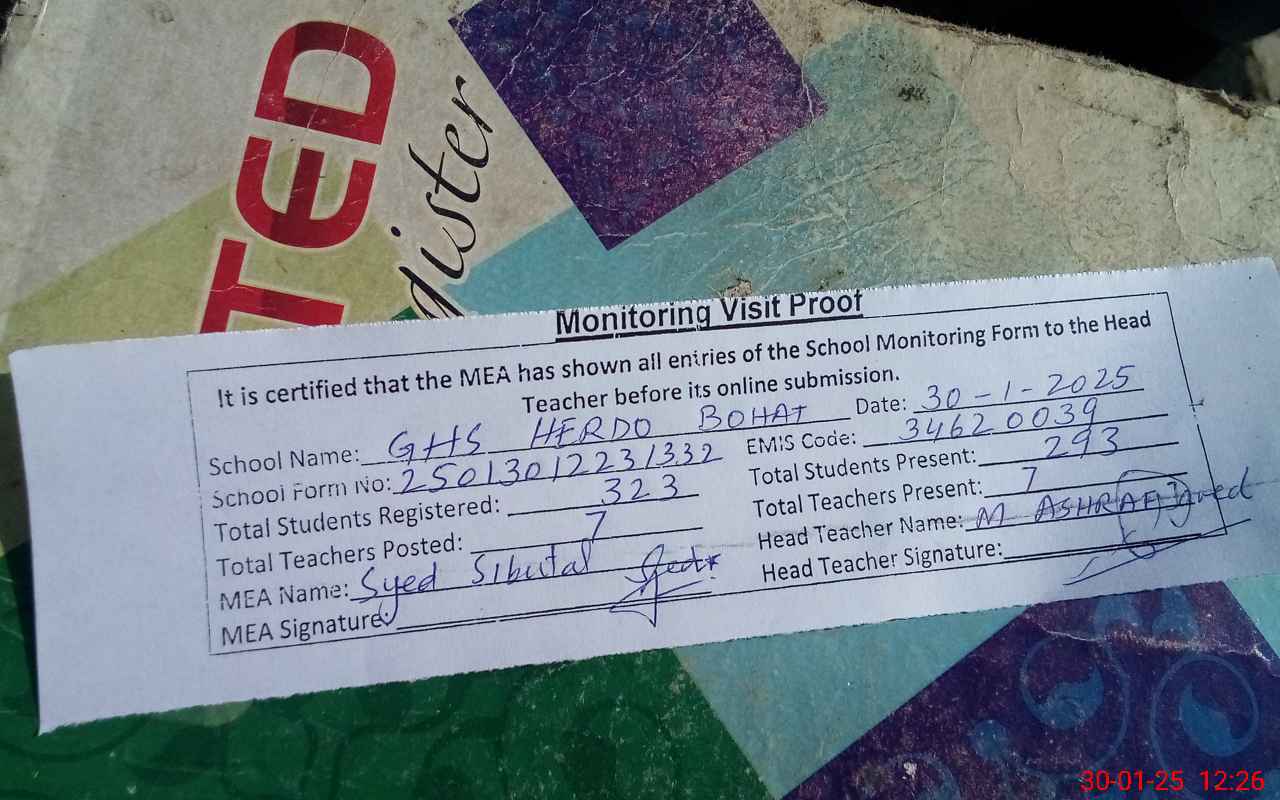 TED
gister
Monitoring Visit Proof
It is certified that the MEA has shown all entries of the School Monitoring Form to the Head
Teacher before its online submission.
School Name: GHS HERDO BOHAT Date: 30-1-2025
School Form No: 25013012231332 EMIS Code: 34620039
Total Students Registered: 323 Total Students Present: 293
Total Teachers Posted: 7 Total Teachers Present: 7
MEA Name: Syed Sibutal Head Teacher Name: M ASHRAF Javed
MEA Signature: Head Teacher Signature:
30-01-25 12:26